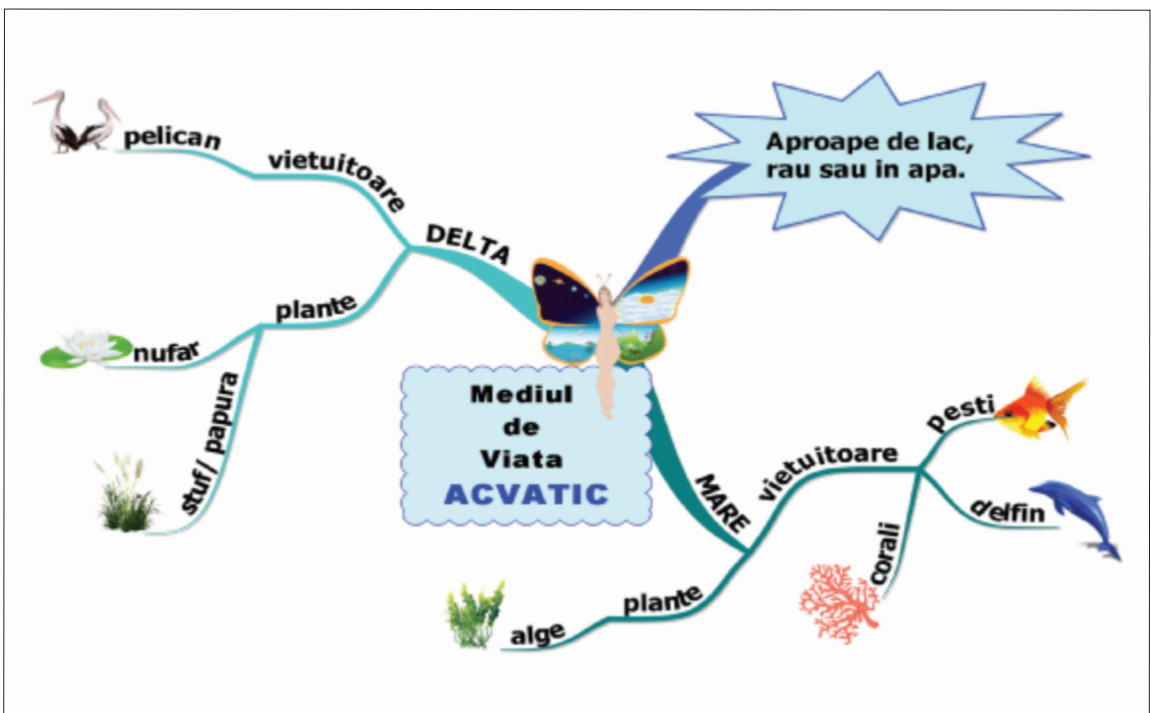 pelican
vietuitoare
DELTA
plante
nufar
stuf/ papura
Aproape de lac,
rau sau in apa.
Mediul
de
Viata
ACVATIC
MARE
vietuitoare
pesti
delfin
corali
plante
alge